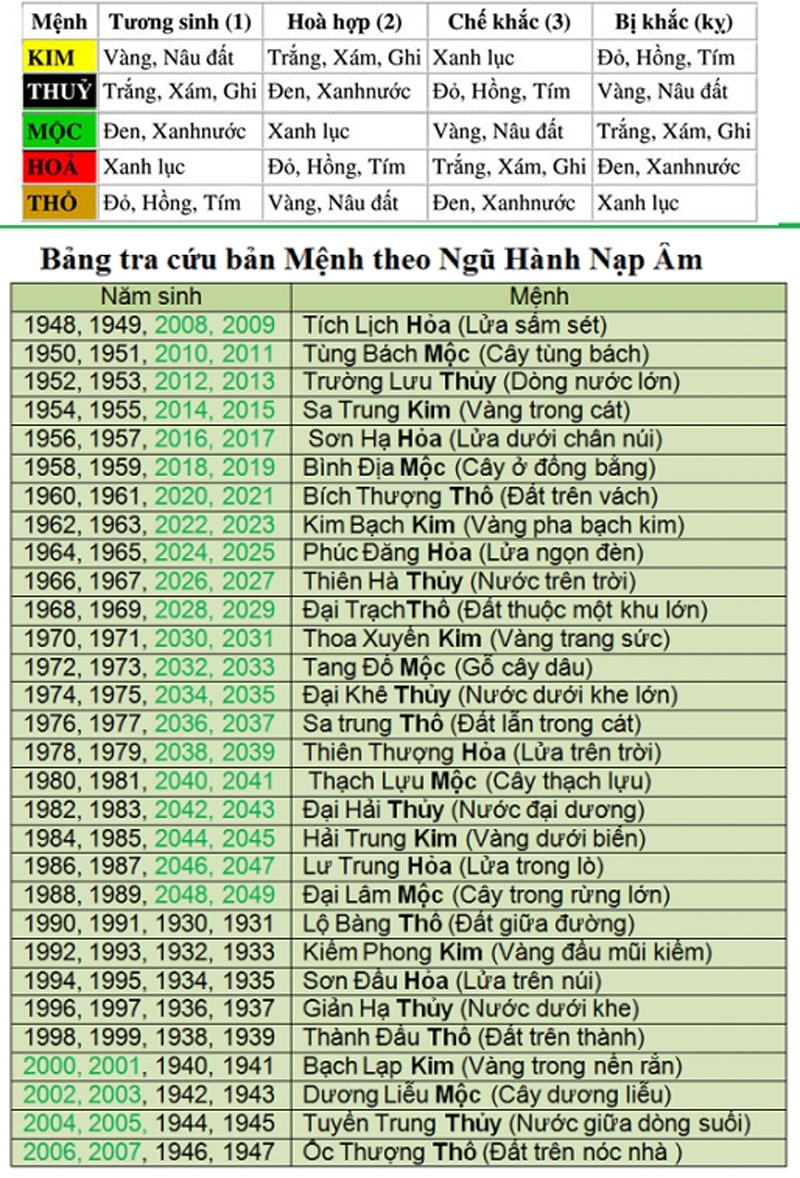 Mệnh Tương sinh (1) Hoà hợp (2) Chế khắc (3) Bị khắc (kỵ)
KIM Vàng, Nâu đất Trắng, Xám, Ghi Xanh lục Đỏ, Hồng, Tím
THUỶ Trắng, Xám, Ghi Đen, Xanhnước Đỏ, Hồng, Tím Vàng, Nâu đất
MỘC Đen, Xanhnước Xanh lục Vàng, Nâu đất Trắng, Xám, Ghi
HOẢ Xanh lục Đỏ, Hồng, Tím Trắng, Xám, Ghi Đen, Xanhnước
THỔ Đỏ, Hồng, Tím Vàng, Nâu đất Đen, Xanhnước Xanh lục
Bảng tra cứu bản Mệnh theo Ngũ Hành Nạp Âm
Năm sinh Mệnh
1948, 1949, 2008, 2009 Tích Lịch Hỏa (Lửa sấm sét)
1950, 1951, 2010, 2011 Tùng Bách Mộc (Cây tùng bách)
1952, 1953, 2012, 2013 Trường Lưu Thủy (Dòng nước lớn)
1954, 1955, 2014, 2015 Sa Trung Kim (Vàng trong cát)
1956, 1957, 2016, 2017 Sơn Hạ Hỏa (Lửa dưới chân núi)
1958, 1959, 2018, 2019 Bình Địa Mộc (Cây ở đồng bằng)
1960, 1961, 2020, 2021 Bích Thượng Thổ (Đất trên vách)
1962, 1963, 2022, 2023 Kim Bạch Kim (Vàng pha bạch kim)
1964, 1965, 2024, 2025 Phúc Đăng Hỏa (Lửa ngọn đèn)
1966, 1967, 2026, 2027 Thiên Hà Thủy (Nước trên trời)
1968, 1969, 2028, 2029 Đại TrạchThổ (Đất thuộc một khu lớn)
1970, 1971, 2030, 2031 Thoa Xuyến Kim (Vàng trang sức)
1972, 1973, 2032, 2033 Tang Đố Mộc (Gỗ cây dâu)
1974, 1975, 2034, 2035 Đại Khê Thủy (Nước dưới khe lớn)
1976, 1977, 2036, 2037 Sa trung Thổ (Đất lẫn trong cát)
1978, 1979, 2038, 2039 Thiên Thượng Hỏa (Lửa trên trời)
1980, 1981, 2040, 2041 Thạch Lựu Mộc (Cây thạch lựu)
1982, 1983, 2042, 2043 Đại Hải Thủy (Nước đại dương)
1984, 1985, 2044, 2045 Hải Trung Kim (Vàng dưới biển)
1986, 1987, 2046, 2047 Lư Trung Hỏa (Lửa trong lò)
1988, 1989, 2048, 2049 Đại Lâm Mộc (Cây trong rừng lớn)
1990, 1991, 1930, 1931 Lộ Bàng Thổ (Đất giữa đường)
1992, 1993, 1932, 1933 Kiếm Phong Kim (Vàng đầu mũi kiếm)
1994, 1995, 1934, 1935 Sơn Đầu Hỏa (Lửa trên núi)
1996, 1997, 1936, 1937 Giản Hạ Thủy (Nước dưới khe)
1998, 1999, 1938, 1939 Thành Đầu Thổ (Đất trên thành)
2000, 2001, 1940, 1941 Bạch Lạp Kim (Vàng trong nến rắn)
2002, 2003, 1942, 1943 Dương Liễu Mộc (Cây dương liễu)
2004, 2005, 1944, 1945 Tuyền Trung Thủy (Nước giữa dòng suối)
2006, 2007, 1946, 1947 Ốc Thượng Thổ (Đất trên nóc nhà )